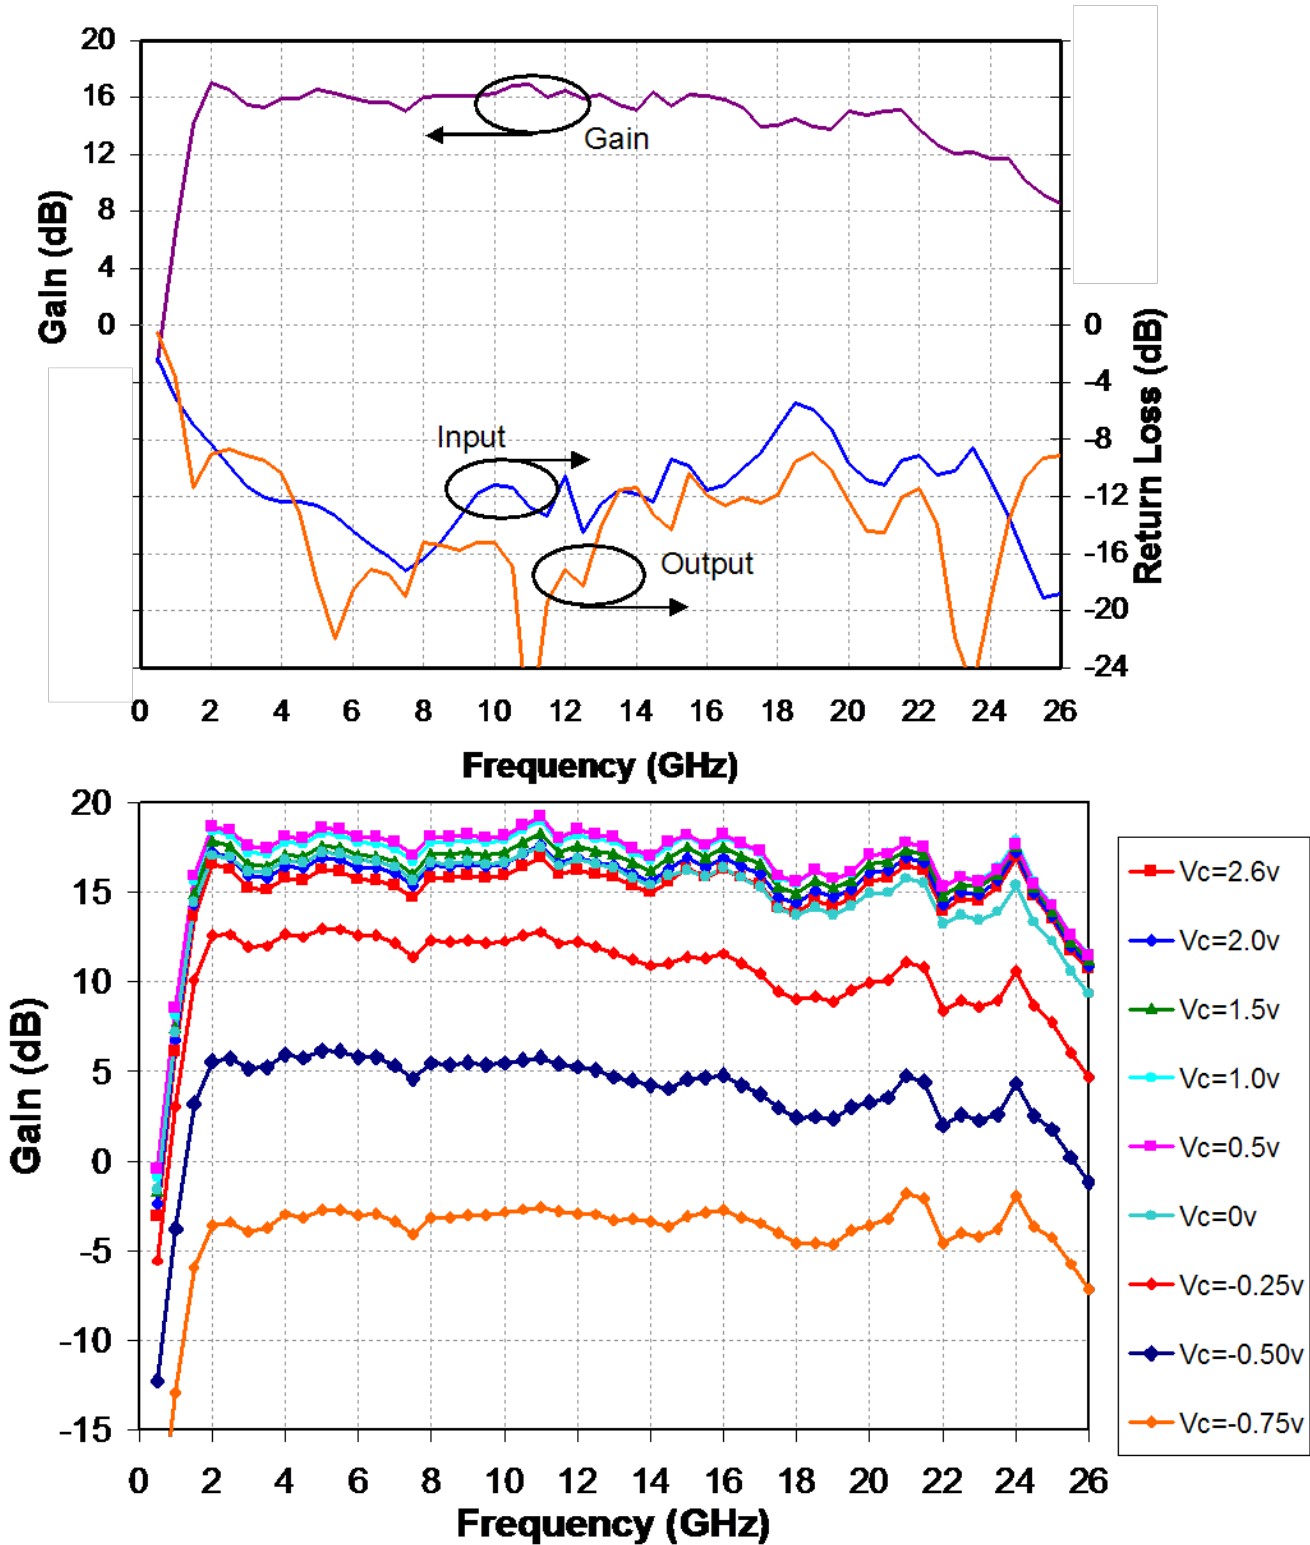 20
16
12
8
4
0
Gain (dB)
Gain
Input
Output
0
-4
-8
-12
-16
-20
-24
Return Loss (dB)
0 2 4 6 8 10 12 14 16 18 20 22 24 26
Frequency (GHz)
20
15
10
5
0
-5
-10
-15
Gain (dB)
0 2 4 6 8 10 12 14 16 18 20 22 24 26
Frequency (GHz)
Vc=2.6v
Vc=2.0v
Vc=1.5v
Vc=1.0v
Vc=0.5v
Vc=0v
Vc=-0.25v
Vc=-0.50v
Vc=-0.75v